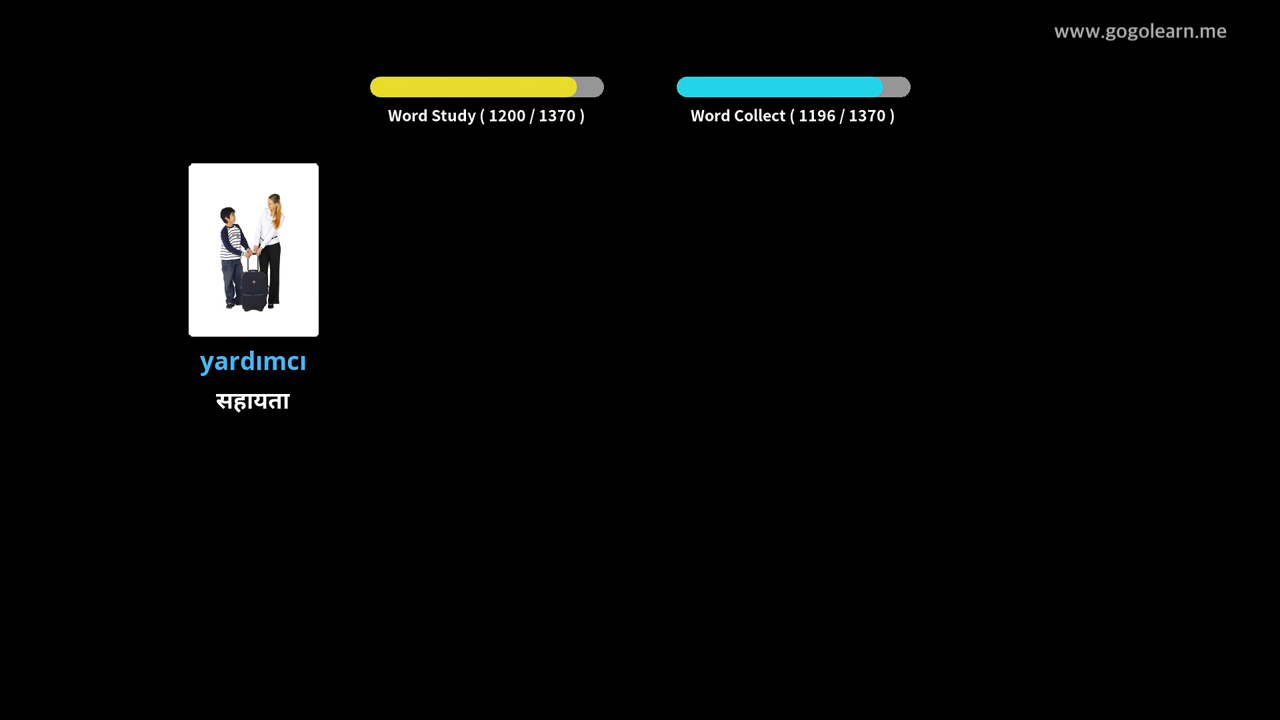 www.gogolearn.me
Word Study ( 1200 / 1370 )
Word Collect ( 1196 / 1370 )
yardımcı
सहायता